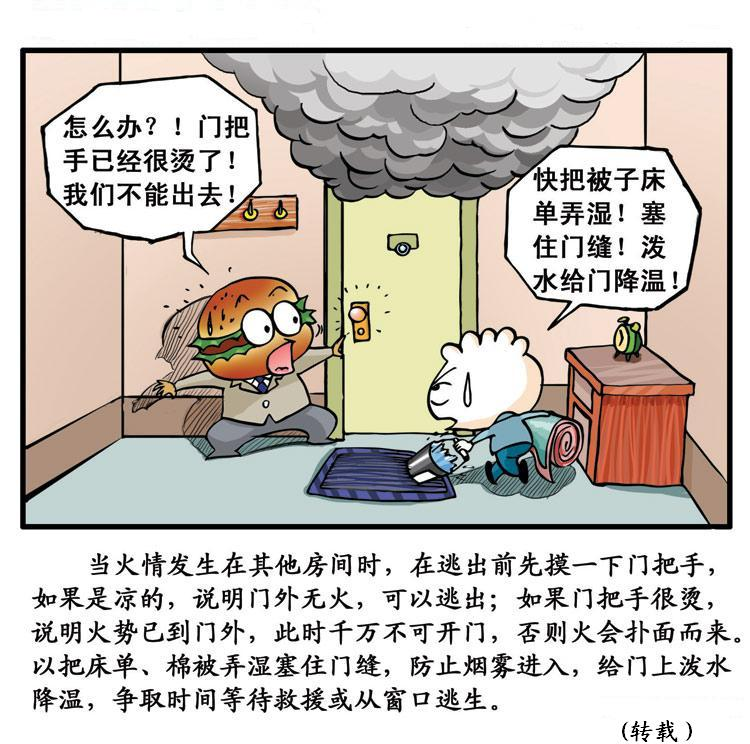 怎么办？！门把
手已经很烫了！
我们不能出去！
快把被子床
单弄湿！塞
住门缝！泼
水给门降温！
当火情发生在其他房间时，在逃出前先摸一下门把手，
如果是凉的，说明门外无火，可以逃出；如果门把手很烫，
说明火势已到门外，此时千万不可开门，否则火会扑面而来。
以把床单、棉被弄湿塞住门缝，防止烟雾进入，给门上泼水
降温，争取时间等待救援或从窗口逃生。
（转载）